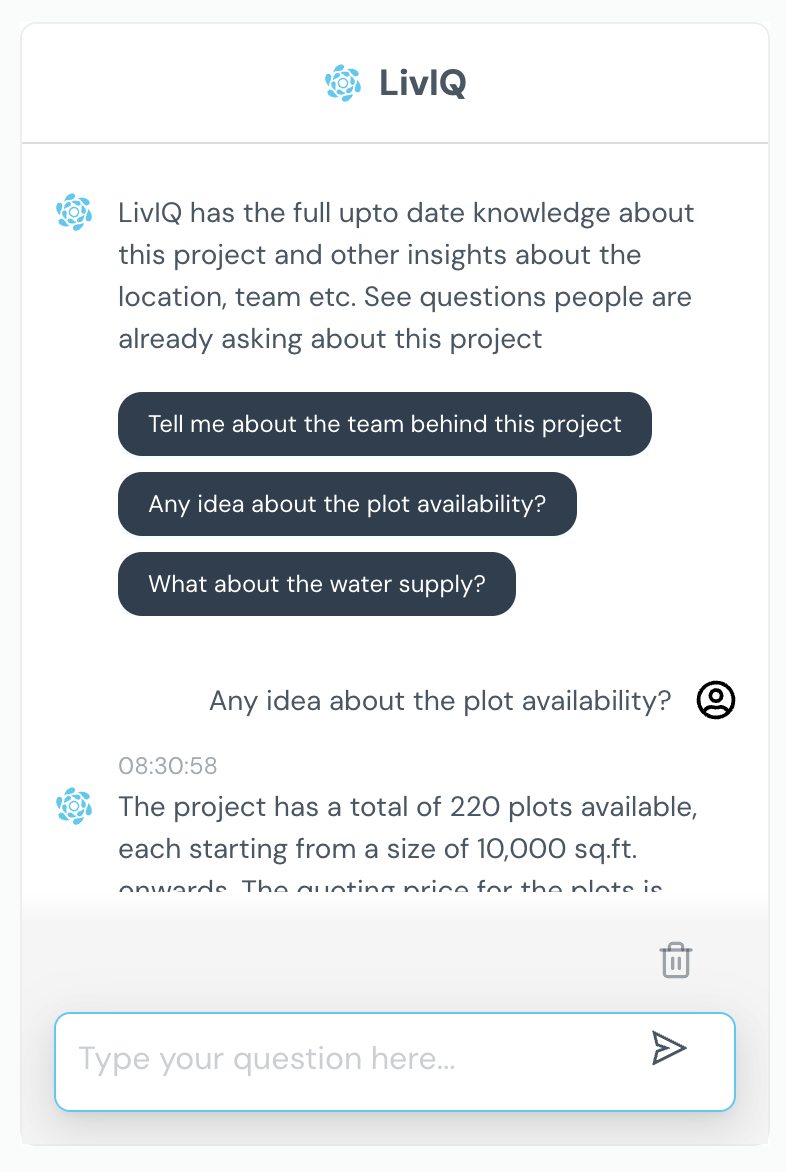 LivIQ
LivIQ has the full upto date knowledge about
this project and other insights about the
location, team etc. See questions people are
already asking about this project
Tell me about the team behind this project
Any idea about the plot availability?
What about the water supply?
Any idea about the plot availability?
08:30:58
The project has a total of 220 plots available,
each starting from a size of 10,000 sq.ft.
onwards. The quoting price for the plots is
Type your question here...